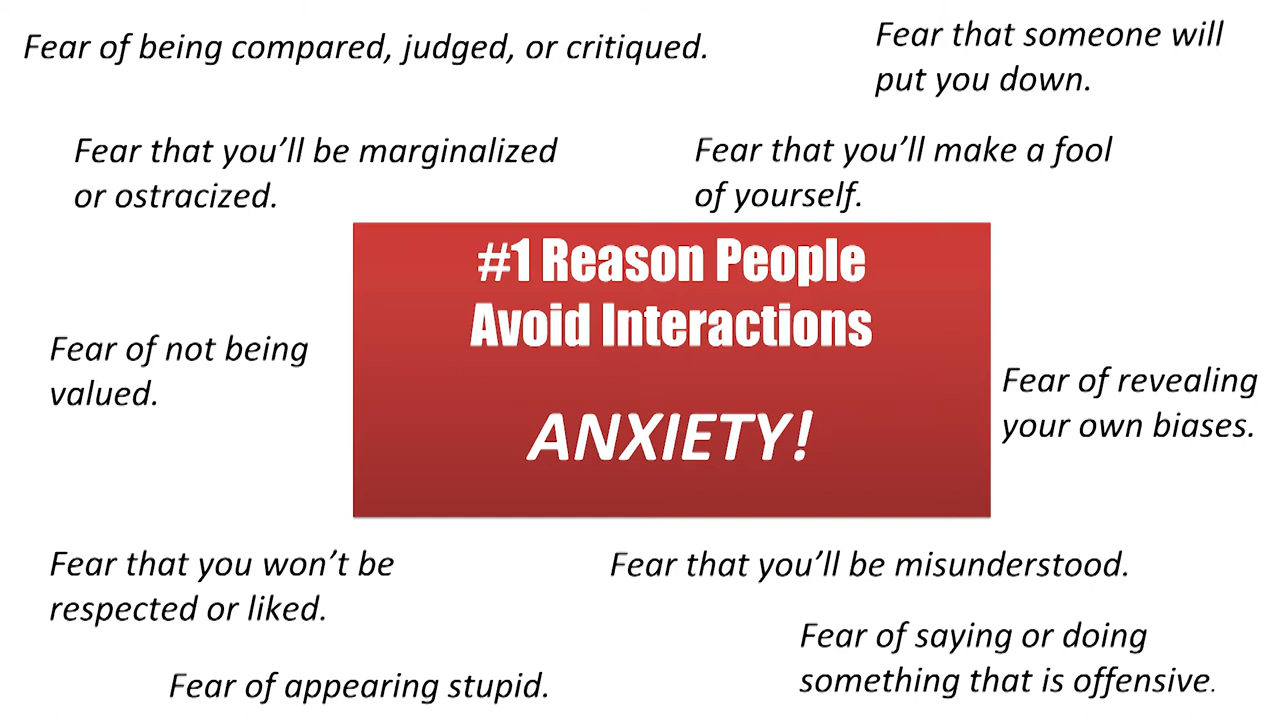 Fear of being compared, judged, or critiqued.
Fear that someone will
put you down.
Fear that you’ll be marginalized
or ostracized.
Fear that you’ll make a fool
of yourself.
#1 Reason People
Avoid Interactions
ANXIETY!
Fear of not being
valued.
Fear of revealing
your own biases.
Fear that you won’t be
respected or liked.
Fear that you’ll be misunderstood.
Fear of saying or doing
something that is offensive.
Fear of appearing stupid.